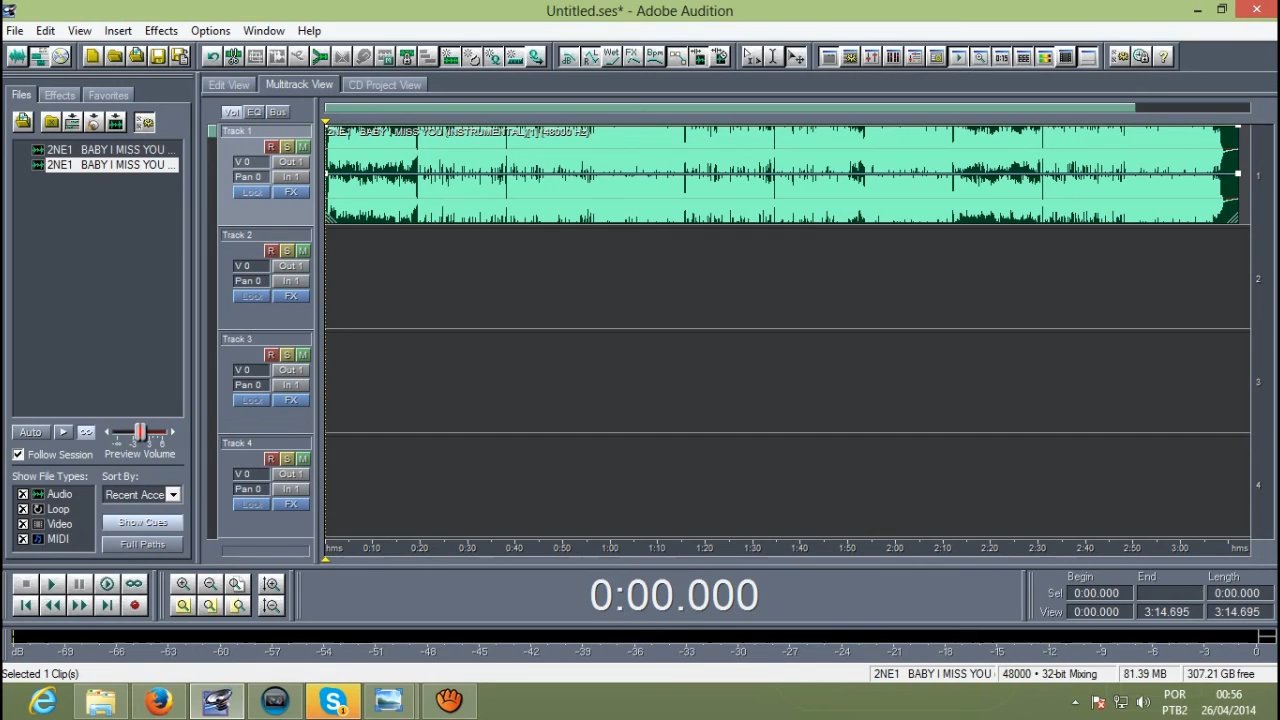 Untitled.ses* - Adobe Audition
File Edit View Insert Effects Options Window Help
Edit View Multitrack View CD Project View
Files Effects Favorites
Vol EQ Bus
Track 1
2NE1 BABY I MISS YOU (INSTRUMENTAL)
R S M
V 0 Out 1
Pan 0 In 1
Lock FX
1
2NE1 BABY I MISS YOU ...
2NE1 BABY I MISS YOU ...
Track 2
R S M
V 0 Out 1
Pan 0 In 1
Lock FX
2
Track 3
R S M
V 0 Out 1
Pan 0 In 1
Lock FX
3
Track 4
R S M
V 0 Out 1
Pan 0 In 1
Lock FX
4
Auto
-∞ -3 3 6
Follow Session Preview Volume
Show File Types: Sort By:
Audio Recent Acce
Loop
Video Show Cues
MIDI Full Paths
hms 0:10 0:20 0:30 0:40 0:50 1:00 1:10 1:20 1:30 1:40 1:50 2:00 2:10 2:20 2:30 2:40 2:50 3:00 hms
0:00.000
Begin End Length
Sel 0:00.000 0:00.000
View 0:00.000 3:14.695 3:14.695
dB -69 -66 -63 -60 -57 -54 -51 -48 -45 -42 -39 -36 -33 -30 -27 -24 -21 -18 -15 -12 -9 -6 -3 0
Selected 1 Clip(s) 2NE1 BABY I MISS YOU 48000 • 32-bit Mixing 81.39 MB 307.21 GB free
POR 00:56
PTB2 26/04/2014